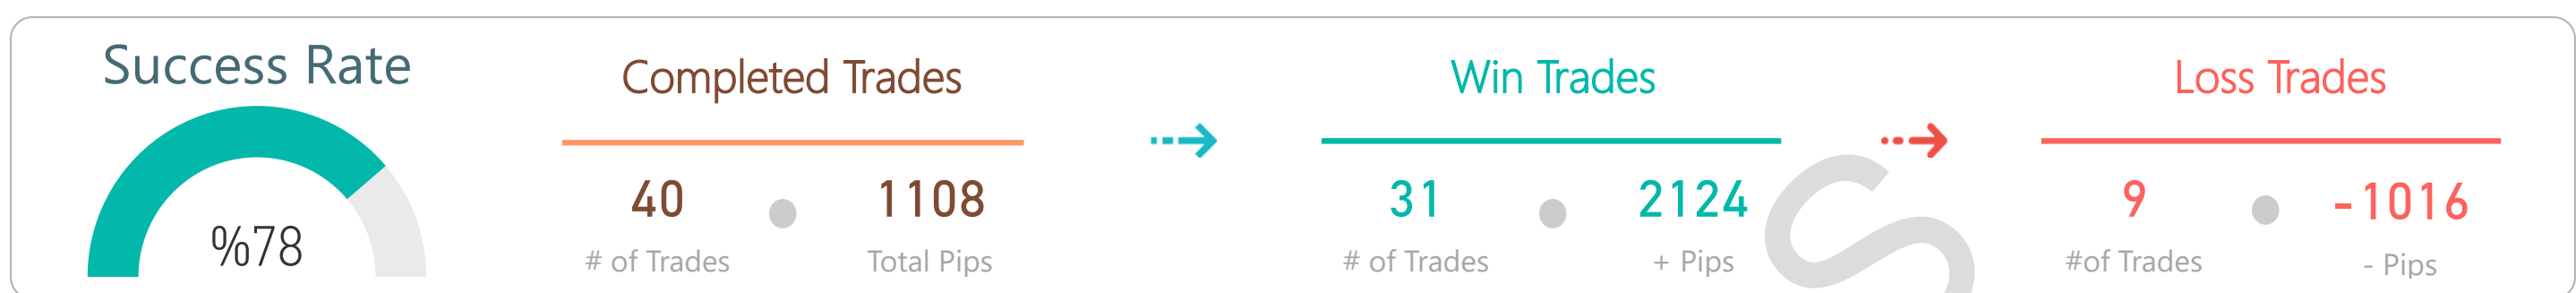 Success Rate
%78
Completed Trades
40 1108
# of Trades Total Pips
Win Trades
31 2124
# of Trades + Pips
Loss Trades
9 -1016
#of Trades - Pips
S